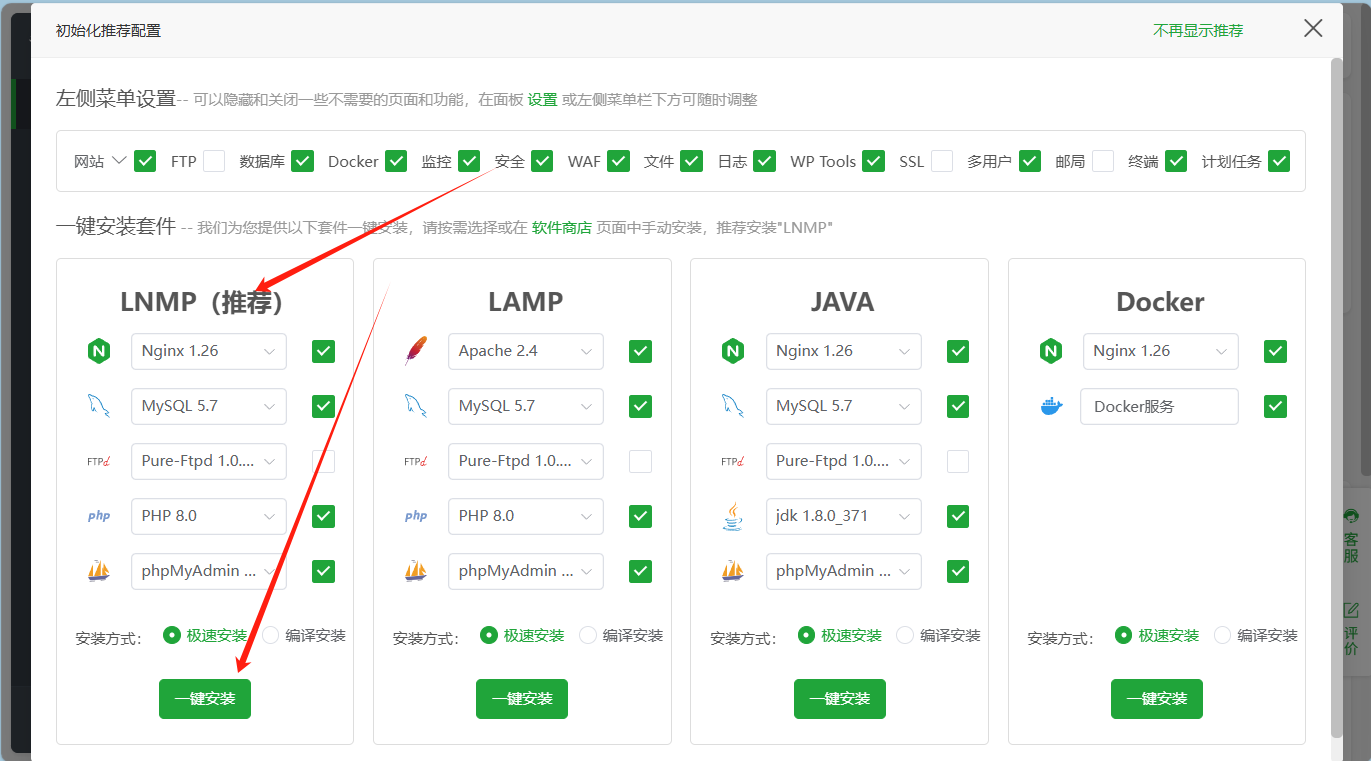 初始化推荐配置 不再显示推荐
左侧菜单设置-- 可以隐藏和关闭一些不需要的页面和功能，在面板 设置 或左侧菜单栏下方可随时调整
网站 FTP 数据库 Docker 监控 安全 WAF 文件 日志 WP Tools SSL 多用户 邮局 终端 计划任务
一键安装套件 -- 我们为您提供以下套件一键安装，请按需选择或在 软件商店 页面中手动安装，推荐安装"LNMP"
LNMP（推荐）
Nginx 1.26
MySQL 5.7
FTPd Pure-Ftpd 1.0....
php PHP 8.0
phpMyAdmin ...
安装方式： 极速安装 编译安装
一键安装
LAMP
Apache 2.4
MySQL 5.7
FTPd Pure-Ftpd 1.0....
php PHP 8.0
phpMyAdmin ...
安装方式： 极速安装 编译安装
一键安装
JAVA
Nginx 1.26
MySQL 5.7
FTPd Pure-Ftpd 1.0....
jdk 1.8.0_371
phpMyAdmin ...
安装方式： 极速安装 编译安装
一键安装
Docker
Nginx 1.26
Docker服务
安装方式： 极速安装 编译安装
一键安装
客服
评价